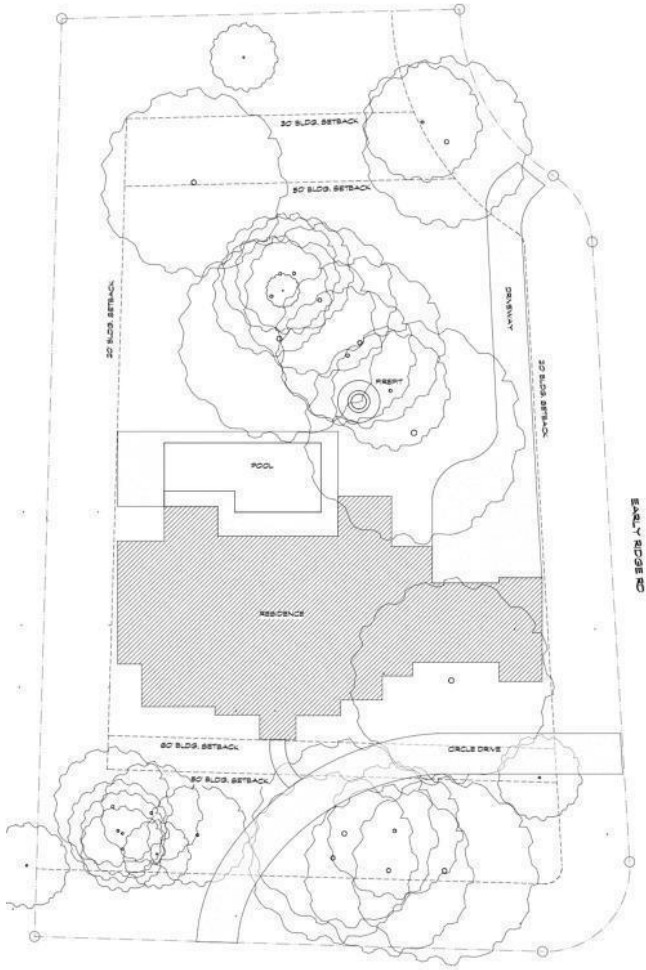 30 BLDG. SETBACK
50 BLDG. SETBACK
20 BLDG. SETBACK
DRIVEWAY
20 BLDG. SETBACK
FIREPIT
POOL
EARLY RIDGE RD
RESIDENCE
60 BLDG. SETBACK
CIRCLE DRIVE
50 BLDG. SETBACK